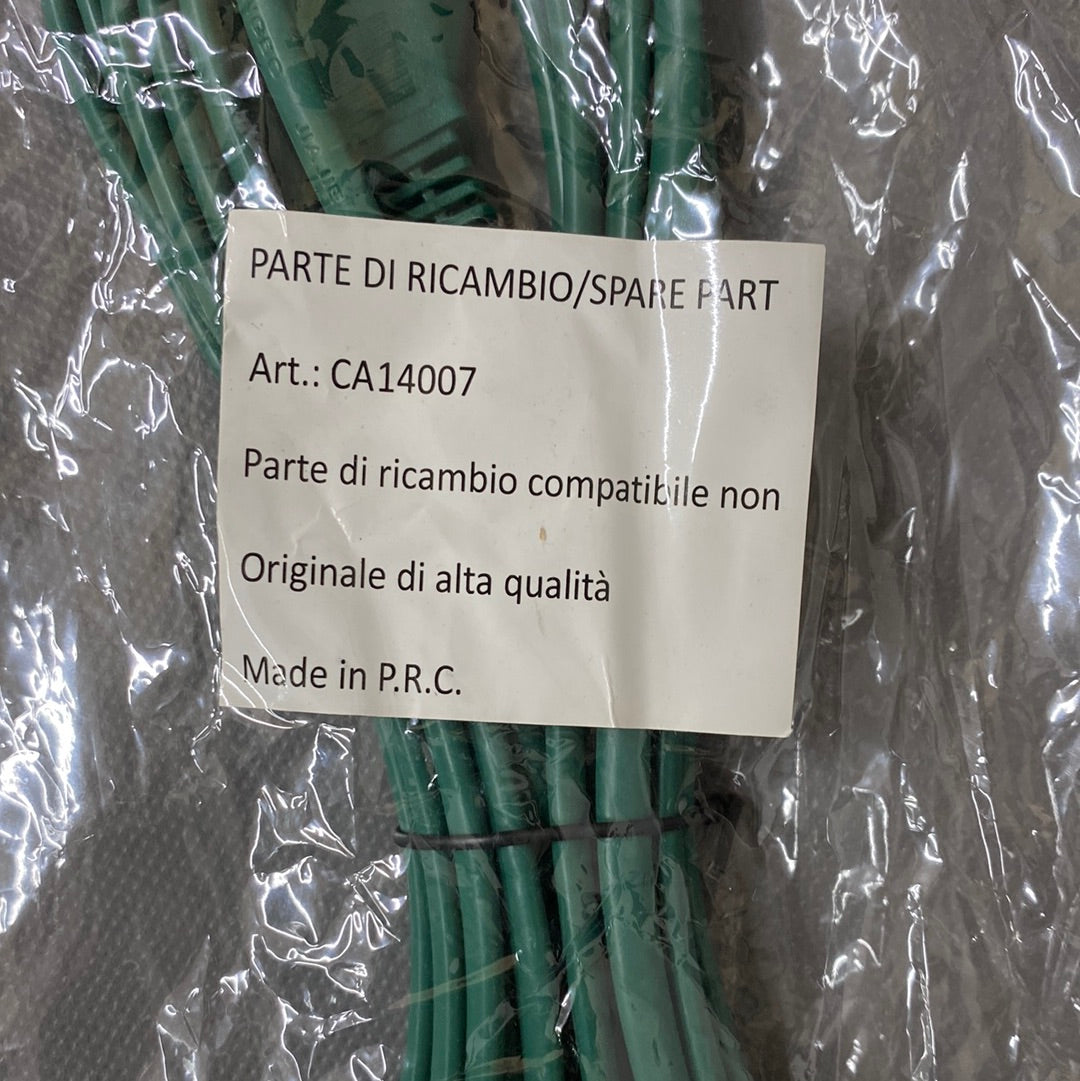 PARTE DI RICAMBIO/SPARE PART
Art.: CA14007
Parte di ricambio compatibile non
Originale di alta qualità
Made in P.R.C.